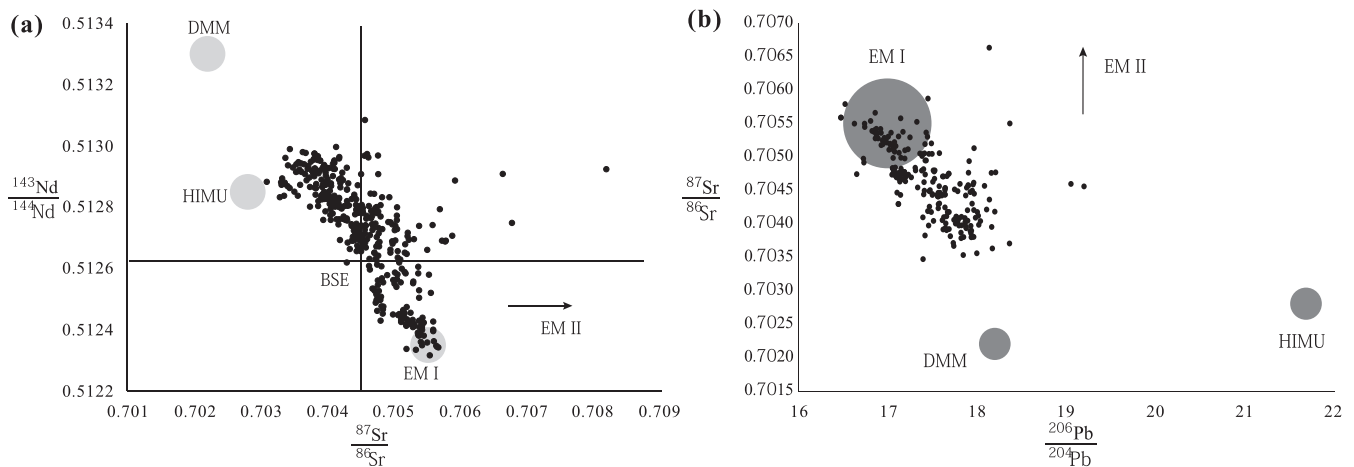 (a)
0.5134
0.5132
0.5130
0.5128
0.5126
0.5124
0.5122
143Nd
144Nd
DMM
HIMU
BSE
EM II
EM I
0.701 0.702 0.703 0.704 0.705 0.706 0.707 0.708 0.709
87Sr
86Sr
(b)
0.7070
0.7065
0.7060
0.7055
0.7050
0.7045
0.7040
0.7035
0.7030
0.7025
0.7020
0.7015
87Sr
86Sr
EM I
EM II
DMM
HIMU
16 17 18 19 20 21 22
206Pb
204Pb